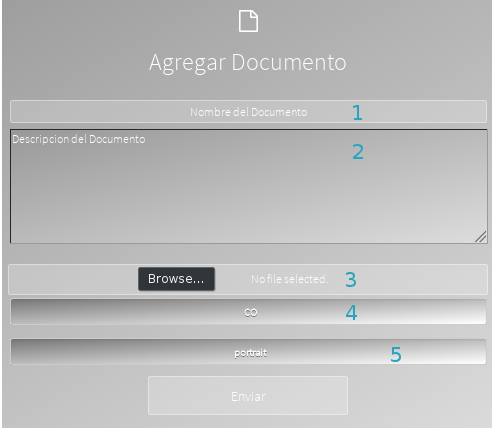 Agregar Documento
Nombre del Documento 1
Descripcion del Documento
2
Browse... No file selected. 3
CO 4
portrait 5
Enviar